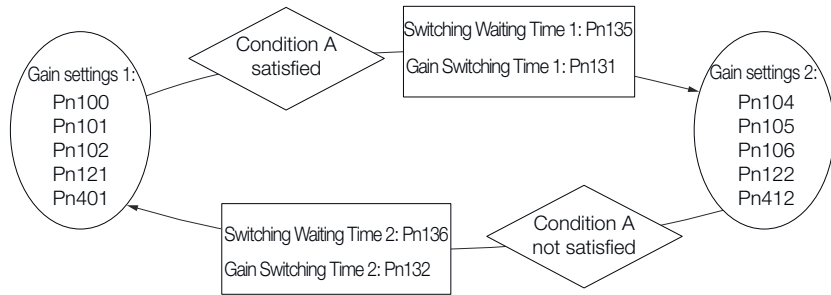 Condition A
satisfied
Switching Waiting Time 1: Pn135
Gain Switching Time 1: Pn131
Gain settings 1:
Pn100
Pn101
Pn102
Pn121
Pn401
Gain settings 2:
Pn104
Pn105
Pn106
Pn122
Pn412
Switching Waiting Time 2: Pn136
Gain Switching Time 2: Pn132
Condition A
not satisfied